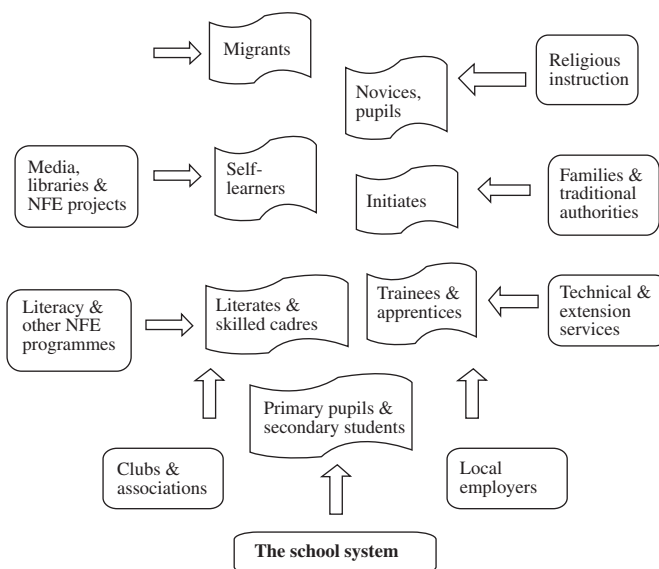 Migrants
Religious
instruction
Novices,
pupils
Media,
libraries &
NFE projects
Self-
learners
Initiates
Families &
traditional
authorities
Literacy &
other NFE
programmes
Literates &
skilled cadres
Trainees &
apprentices
Technical &
extension
services
Primary pupils &
secondary students
Clubs &
associations
Local
employers
The school system